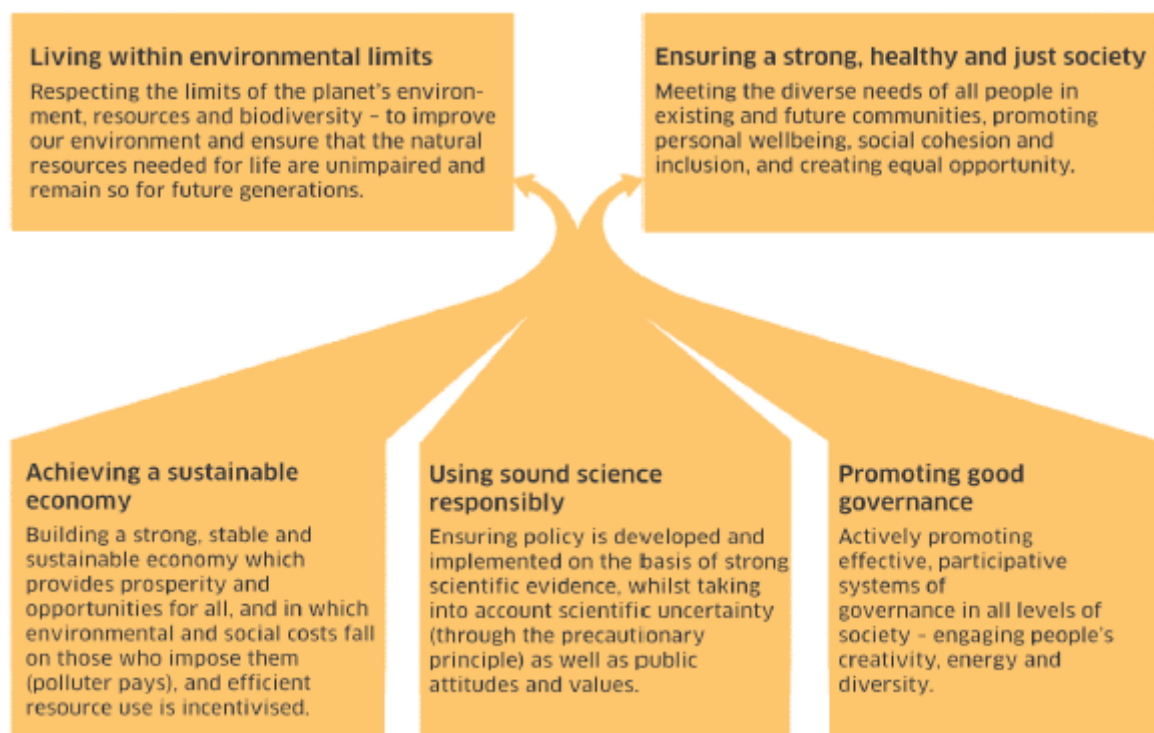 Living within environmental limits
Respecting the limits of the planet's environ-
ment, resources and biodiversity – to improve
our environment and ensure that the natural
resources needed for life are unimpaired and
remain so for future generations.
Ensuring a strong, healthy and just society
Meeting the diverse needs of all people in
existing and future communities, promoting
personal wellbeing, social cohesion and
inclusion, and creating equal opportunity.
Achieving a sustainable
economy
Building a strong, stable and
sustainable economy which
provides prosperity and
opportunities for all, and in which
environmental and social costs fall
on those who impose them
(polluter pays), and efficient
resource use is incentivised.
Using sound science
responsibly
Ensuring policy is developed and
implemented on the basis of strong
scientific evidence, whilst taking
into account scientific uncertainty
(through the precautionary
principle) as well as public
attitudes and values.
Promoting good
governance
Actively promoting
effective, participative
systems of
governance in all levels of
society – engaging people's
creativity, energy and
diversity.